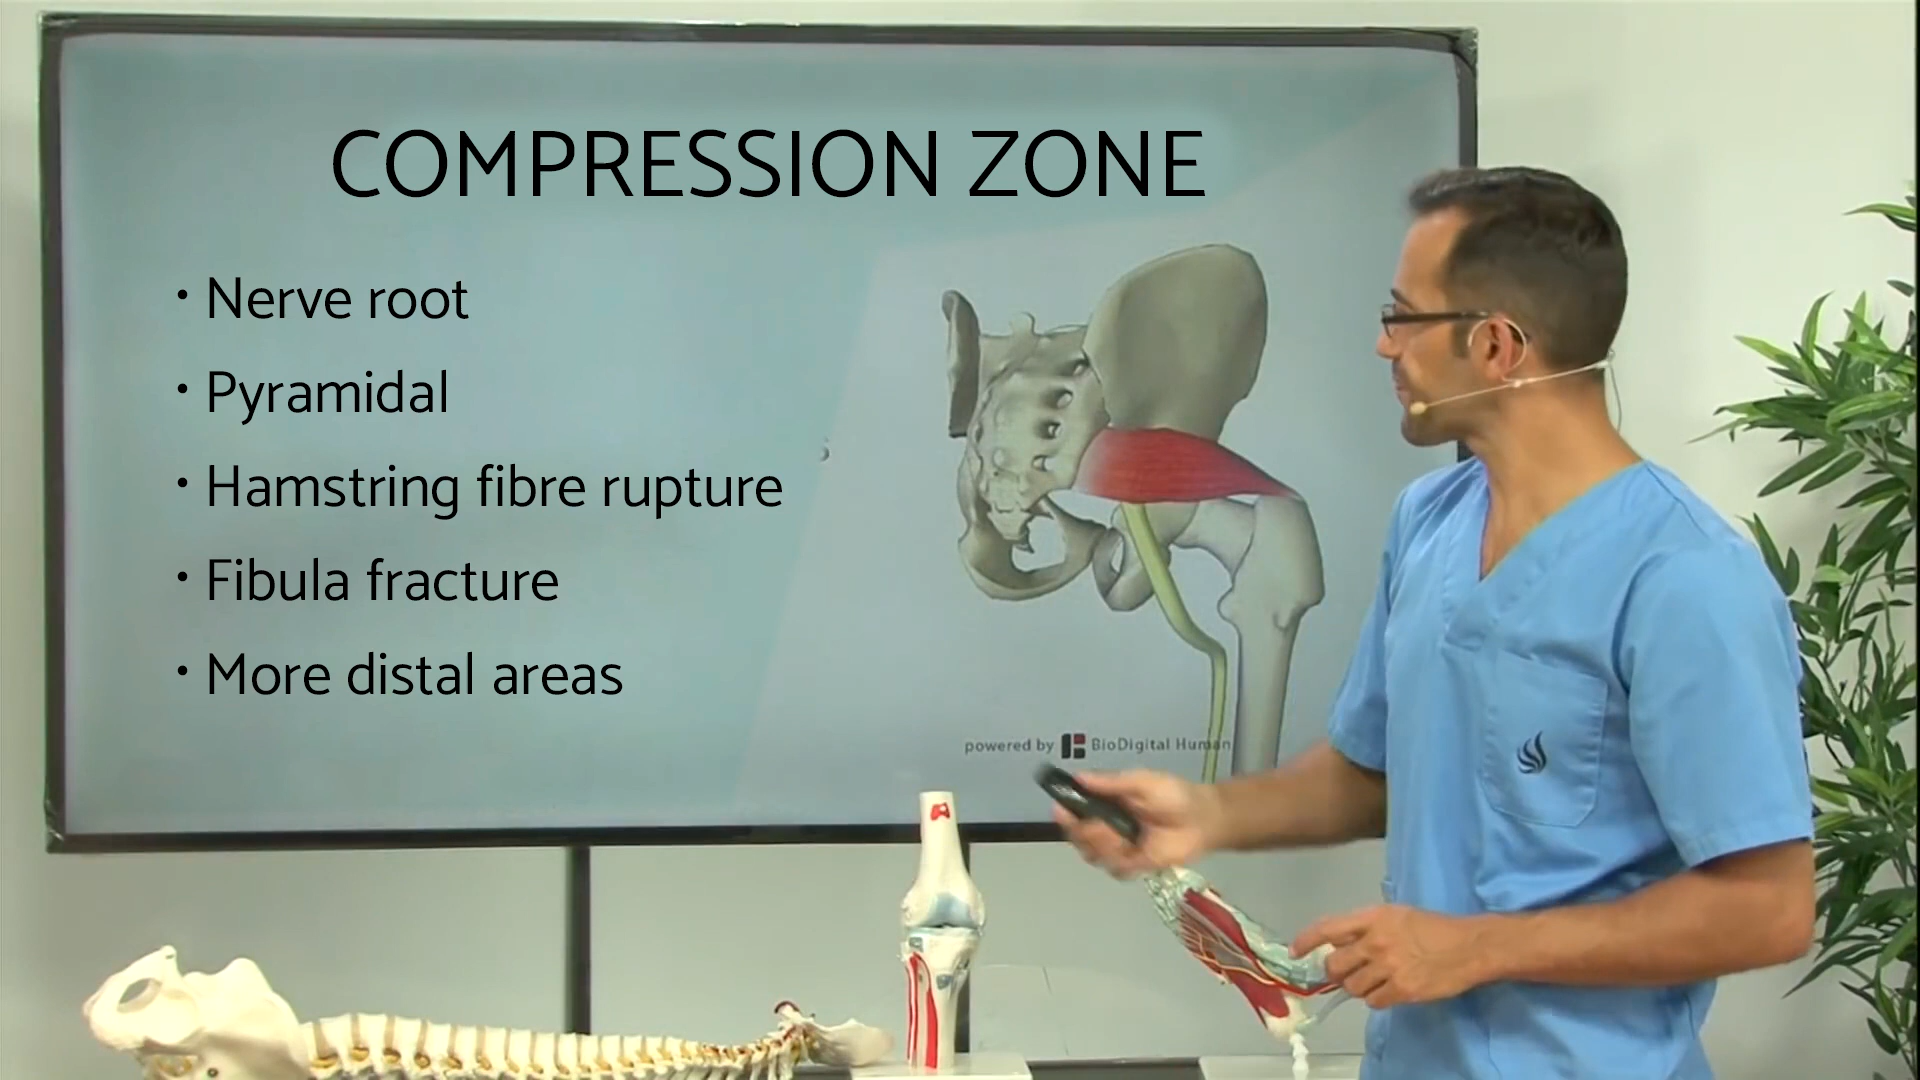 COMPRESSION ZONE
• Nerve root
• Pyramidal
• Hamstring fibre rupture
• Fibula fracture
• More distal areas
powered by BioDigital Human